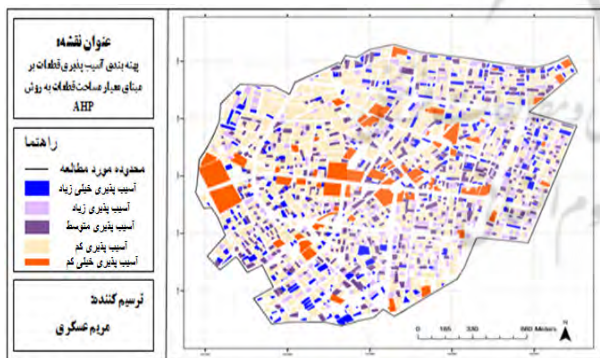 عنوان نقشه:
پهنه بندی آسیب پذیری قطعات بر
مبنای معیار مساحت قطعات به روش
AHP
راهنما
محدوده مورد مطالعه
آسیب پذیری خیلی زیاد
آسیب پذیری زیاد
آسیب پذیری متوسط
آسیب پذیری کم
آسیب پذیری خیلی کم
ترسیم کننده:
مریم عسکری
N
0 165 330 660 Meters